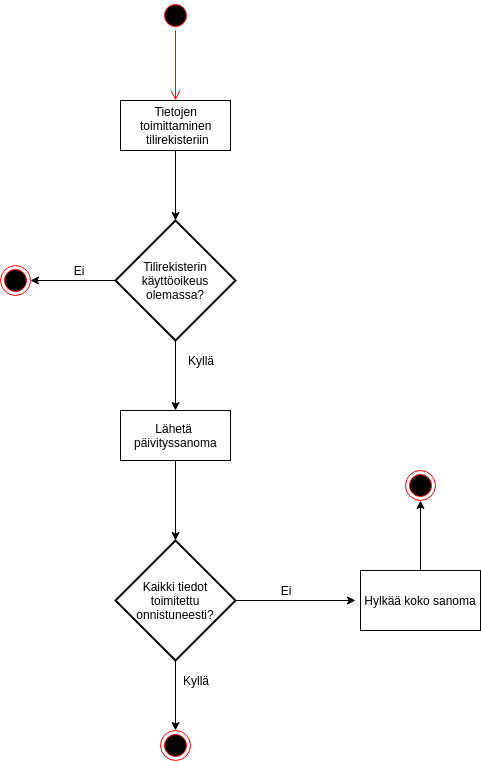 Tietojen
toimittaminen
tilirekisteriin
Ei
Tilirekisterin
käyttöoikeus
olemassa?
Kyllä
Lähetä
päivityssanoma
Kaikki tiedot
toimitettu
onnistuneesti?
Ei
Hylkää koko sanoma
Kyllä